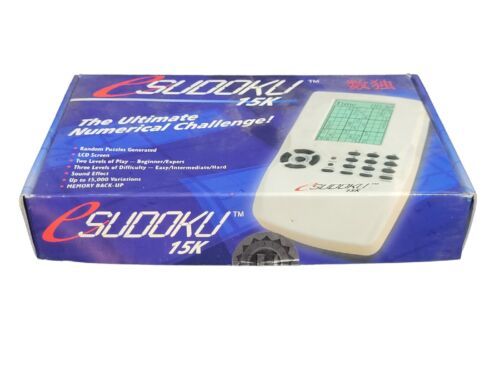 eSUDOKU™
15K
数独
The Ultimate
Numerical Challenge!
• Random Puzzles Generated
• LCD Screen
• Two Levels of Play — Beginner/Expert
• Three Levels of Difficulty — Easy/Intermediate/Hard
• Sound Effect
• Up to 15,000 Variations
• MEMORY BACK-UP
Time
eSUDOKU
15K
eSUDOKU™
15K